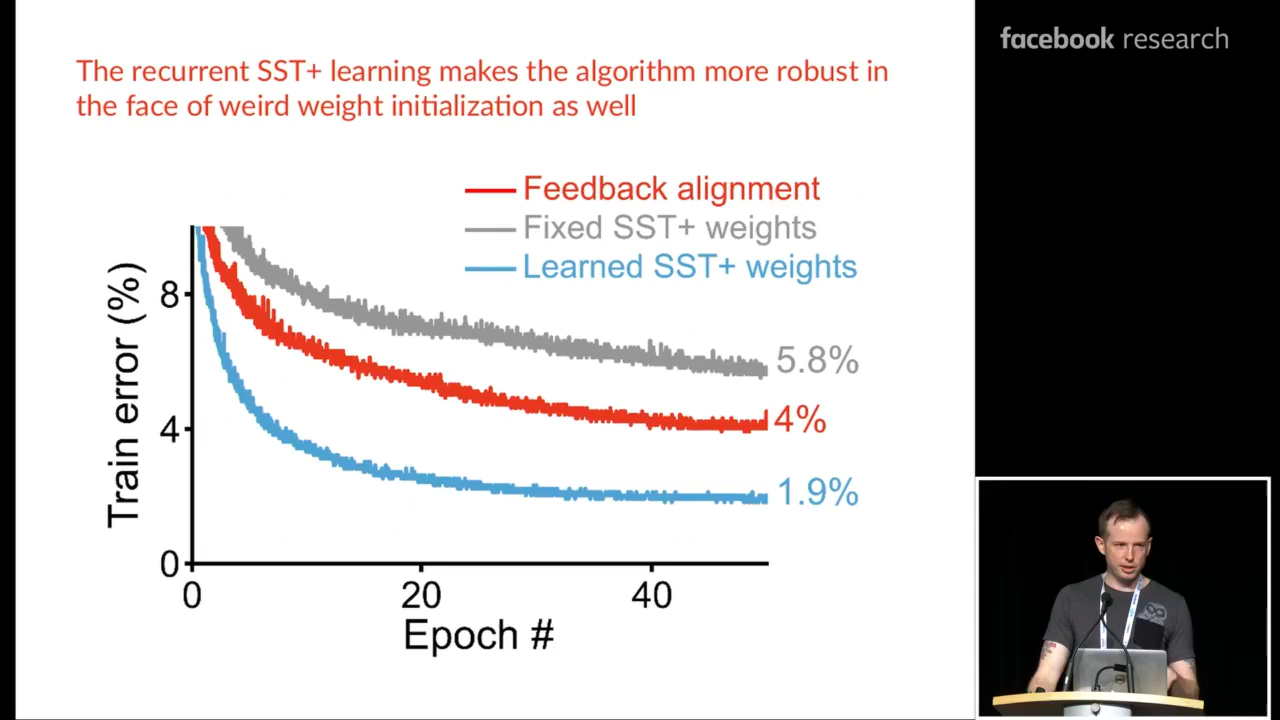 The recurrent SST+ learning makes the algorithm more robust in
the face of weird weight initialization as well
facebook research
Feedback alignment
Fixed SST+ weights
Learned SST+ weights
Train error (%)
8
4
0
5.8%
4%
1.9%
0 20 40
Epoch #